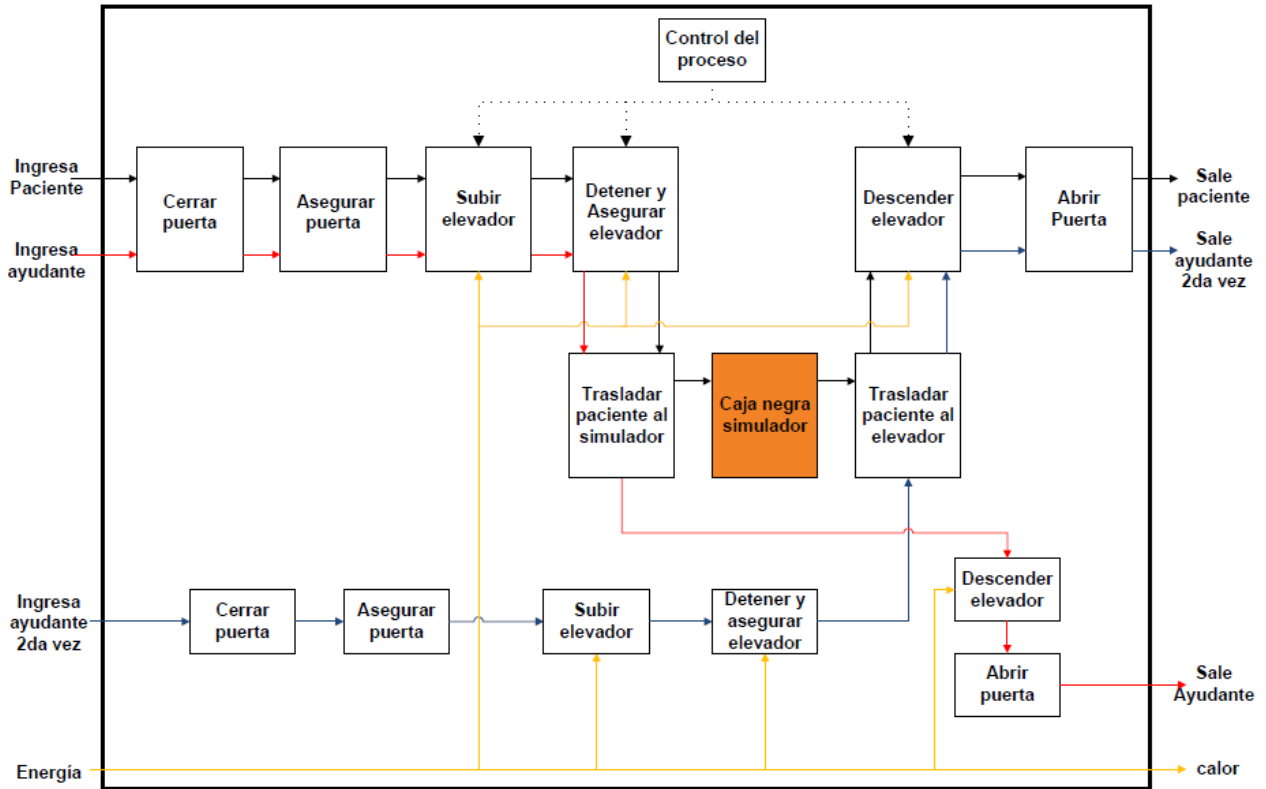 Control del
proceso
Ingresa
Paciente
Ingresa
ayudante
Cerrar
puerta
Asegurar
puerta
Subir
elevador
Detener y
Asegurar
elevador
Descender
elevador
Abrir
Puerta
Sale
paciente
Sale
ayudante
2da vez
Trasladar
paciente al
simulador
Caja negra
simulador
Trasladar
paciente al
elevador
Ingresa
ayudante
2da vez
Cerrar
puerta
Asegurar
puerta
Subir
elevador
Detener y
asegurar
elevador
Descender
elevador
Abrir
puerta
Sale
Ayudante
Energía
calor